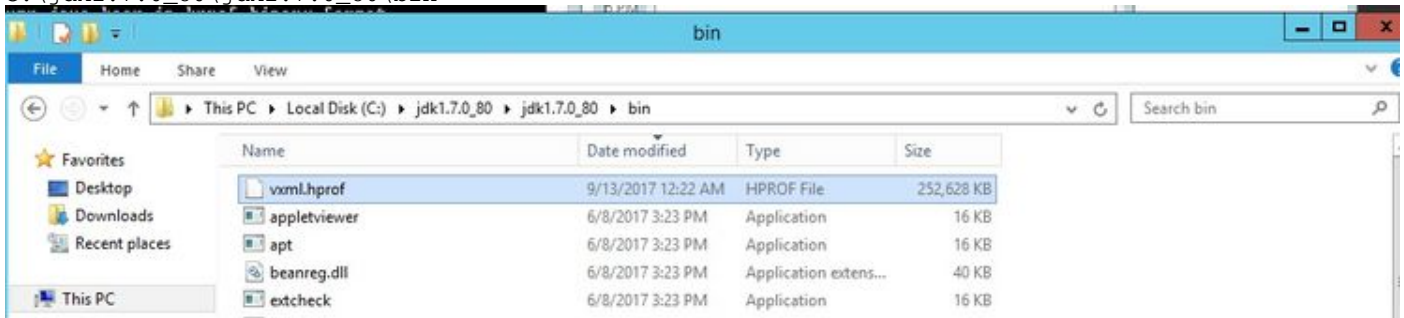 bin
File Home Share View
This PC Local Disk (C:) jdk1.7.0_80 jdk1.7.0_80 bin Search bin
Favorites
Desktop
Downloads
Recent places
This PC
Name Date modified Type Size
vxml.hprof 9/13/2017 12:22 AM HPROF File 252,628 KB
appletviewer 6/8/2017 3:23 PM Application 16 KB
apt 6/8/2017 3:23 PM Application 16 KB
beanreg.dll 6/8/2017 3:23 PM Application extens... 40 KB
extcheck 6/8/2017 3:23 PM Application 16 KB